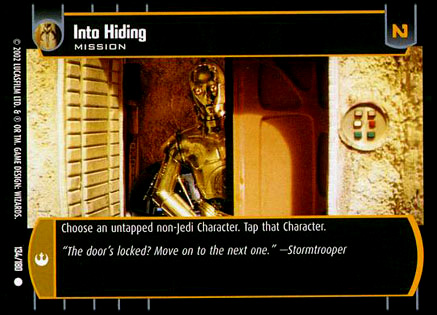 Into Hiding
N
MISSION
© 2002 LUCASFILM LTD. & ® OR TM. GAME DESIGN: WIZARDS.
Choose an untapped non-Jedi Character. Tap that Character.
“The door’s locked? Move on to the next one.” —Stormtrooper
134/180